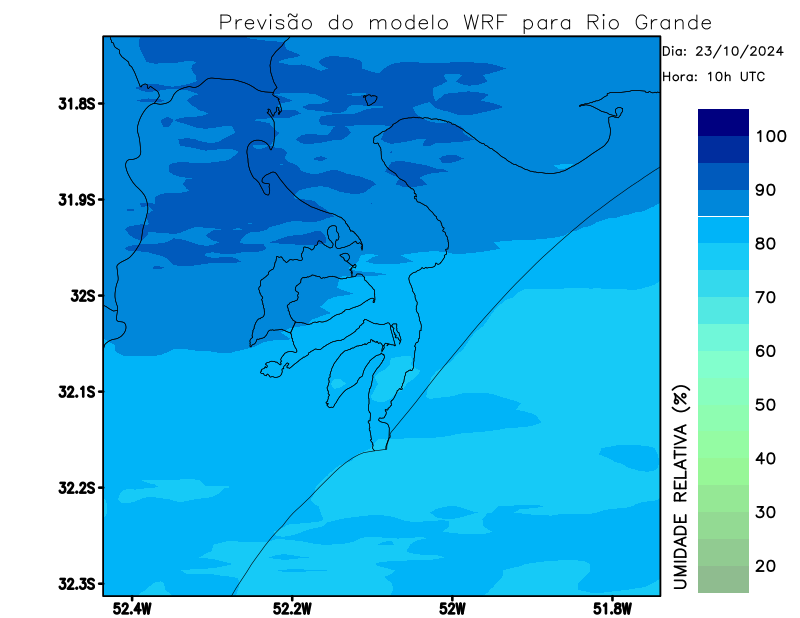 Previsão do modelo WRF para Rio Grande
Dia: 23/10/2024
Hora: 10h UTC
31.8S
31.9S
32S
32.1S
32.2S
32.3S
52.4W
52.2W
52W
51.8W
100
90
80
70
60
50
40
30
20
UMIDADE RELATIVA (%)